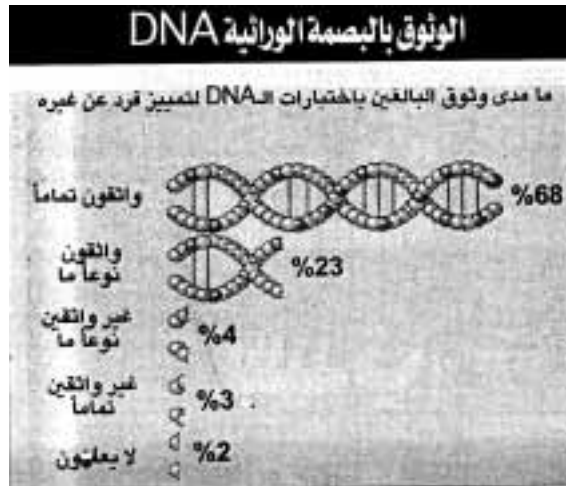 الوثوق بالبصمة الوراثية DNA
ما مدى وثوق البالغين باختبارات الـDNA لتمييز فرد عن غيره
واثقون تماماً
%68
واثقون
نوعاً ما
%23
غير واثقين
نوعاً ما
%4
غير واثقين
تماماً
%3
لا يعلمون
%2